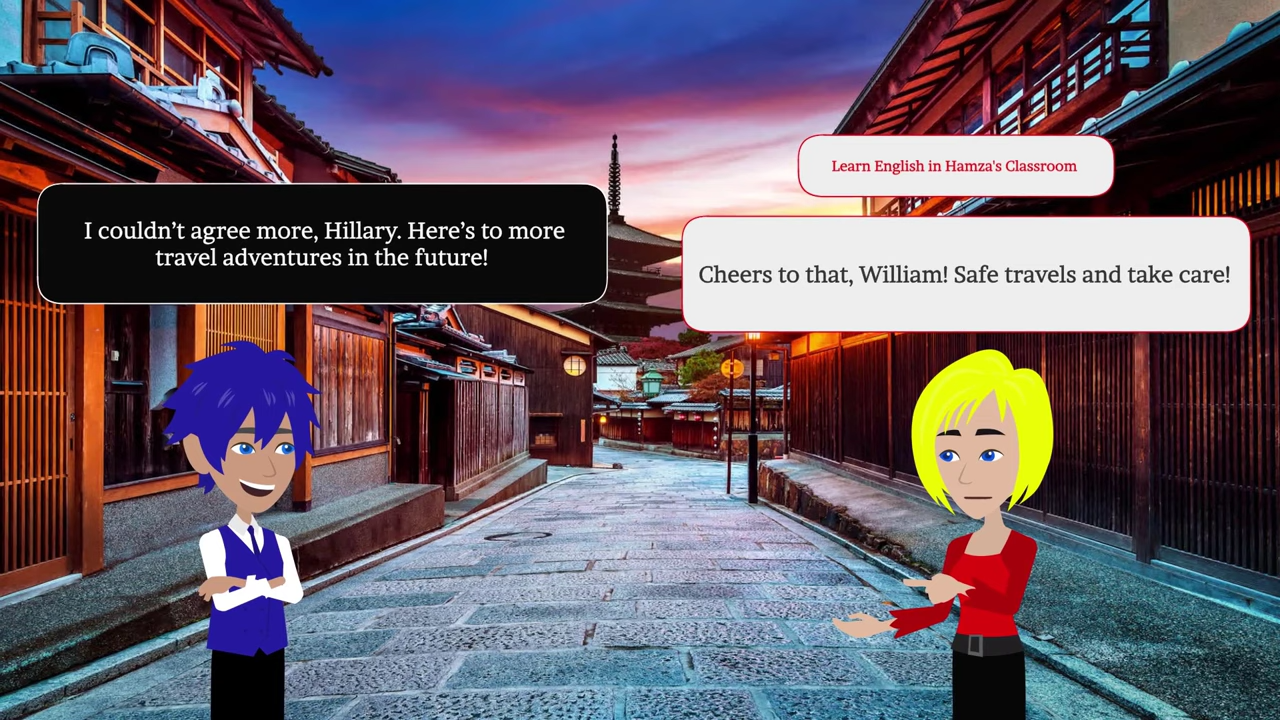 Learn English in Hamza's Classroom
I couldn’t agree more, Hillary. Here’s to more
travel adventures in the future!
Cheers to that, William! Safe travels and take care!